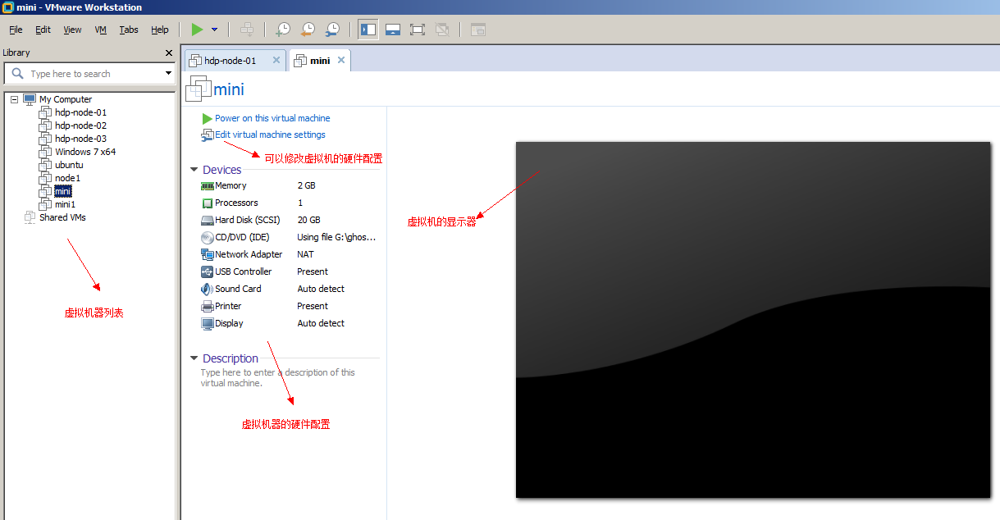 mini - VMware Workstation
File Edit View VM Tabs Help
Library
Type here to search
My Computer
hdp-node-01
hdp-node-02
hdp-node-03
Windows 7 x64
ubuntu
node1
mini
mini1
Shared VMs
虚拟机器列表
hdp-node-01
mini
mini
Power on this virtual machine
Edit virtual machine settings
可以修改虚拟机的硬件配置
Devices
Memory 2 GB
Processors 1
Hard Disk (SCSI) 20 GB
CD/DVD (IDE) Using file G:\ghos...
Network Adapter NAT
USB Controller Present
Sound Card Auto detect
Printer Present
Display Auto detect
Description
Type here to enter a description of this
virtual machine.
虚拟机器的硬件配置
虚拟机的显示器